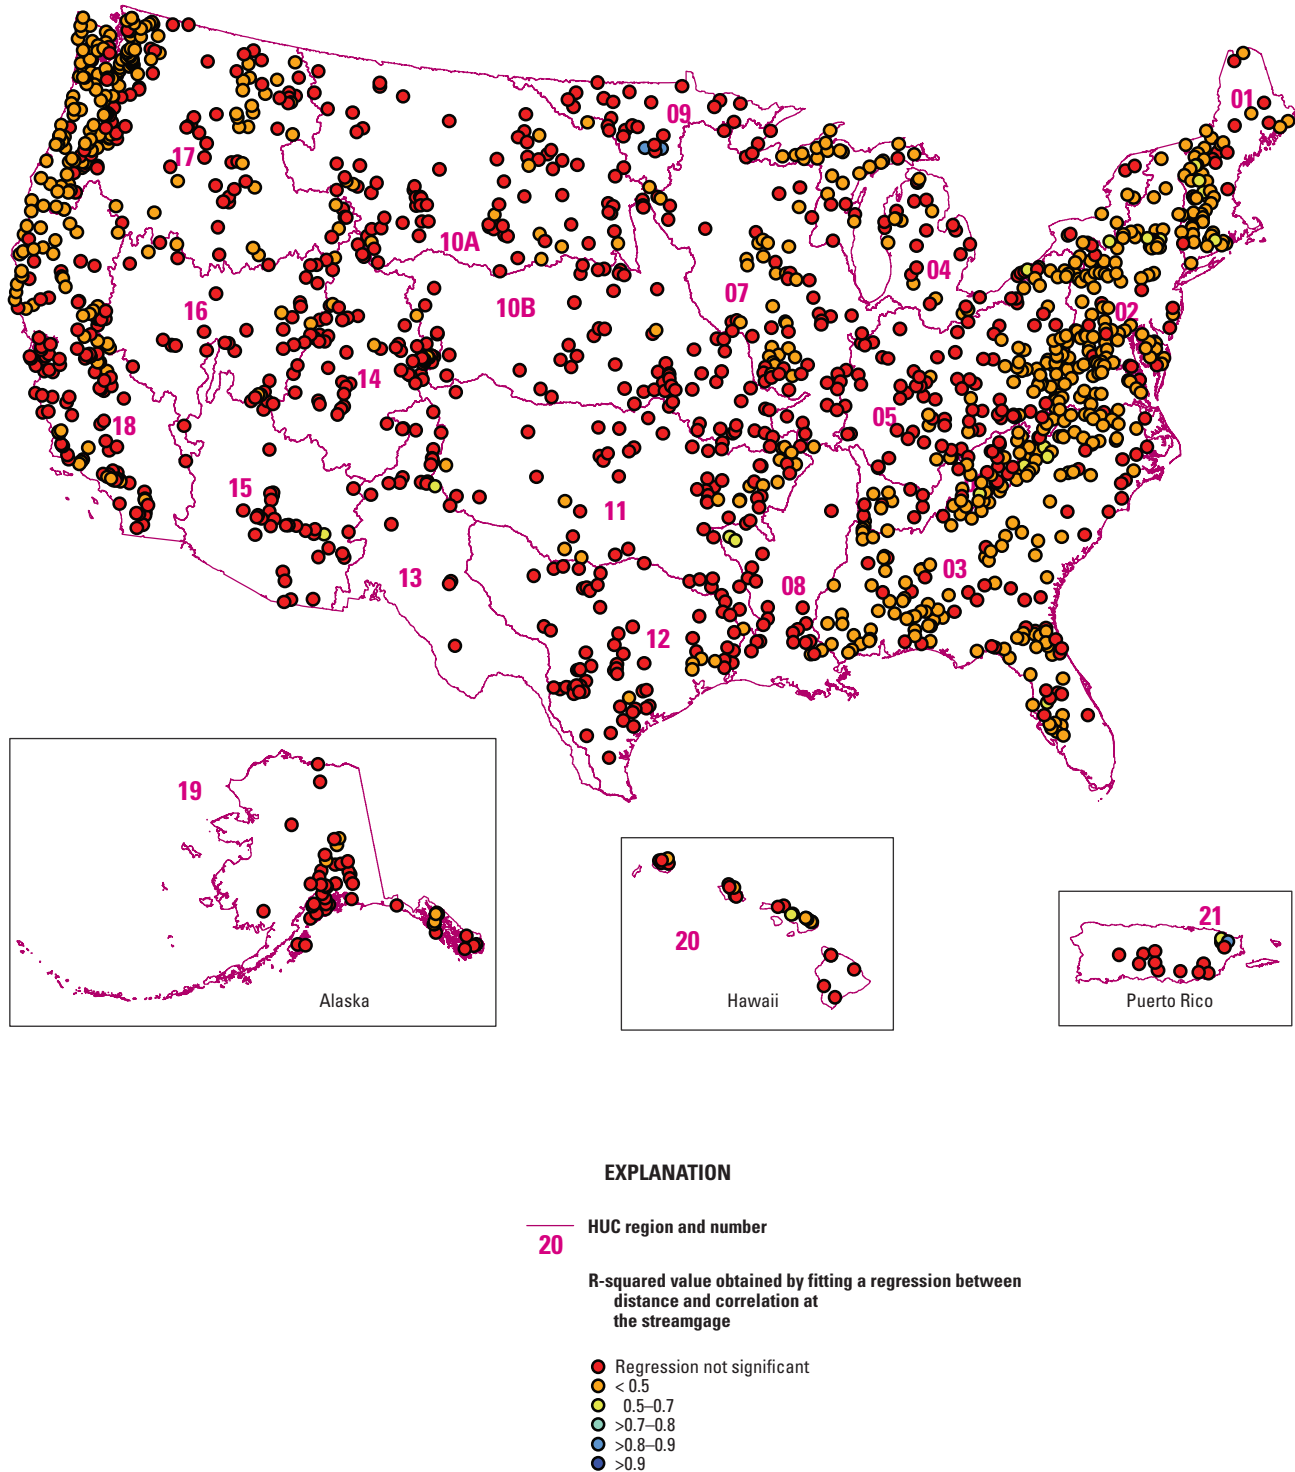 01
09
17
10A
04
07
02
16
10B
14
05
18
15
11
03
13
08
12
19
Alaska
20
Hawaii
21
Puerto Rico
EXPLANATION
20 HUC region and number
R-squared value obtained by fitting a regression between
distance and correlation at
the streamgage
Regression not significant
< 0.5
0.5–0.7
>0.7–0.8
>0.8–0.9
>0.9